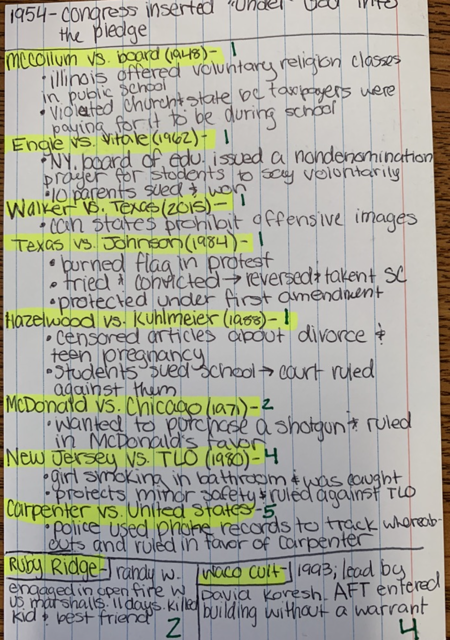 1954- congress inserted "Under" God into
the pledge
McCollum vs. board (1948)- 1
• Illinois offered voluntary religion classes
in public school
• violated church & state bc taxpayers were
paying for it to be during school
Engle vs. Vitale (1962)- 1
• NY. board of edu. issued a nondenomination
prayer for students to say voluntarily
• 10 parents sued & won
Walker vs. Texas (2015)- 1
• can states prohibit offensive images
Texas vs. Johnson (1984)- 1
• burned flag in protest
• tried & convicted → reversed & taken t SC
• protected under first amendment
Hazelwood vs. Kuhlmeier (1988)- 1
• censored articles about divorce &
teen pregnancy
• students sued school → court ruled
against them
McDonald vs. Chicago (1971)- 2
• wanted to purchase a shotgun & ruled
in McDonald's favor
New Jersey vs. TLO (1980)- 4
• girl smoking in bathroom & was caught
• protects minor safety & ruled against TLO
Carpenter vs. United States- 5
• police used phone records to track whereab-
outs and ruled in favor of Carpenter
Ruby Ridge randy w.
engaged in open fire w
US marshalls. 11 days. killed
kid & best friend 2
Waco cult- 1993; lead by
David Koresh. AFT entered
building without a warrant
4